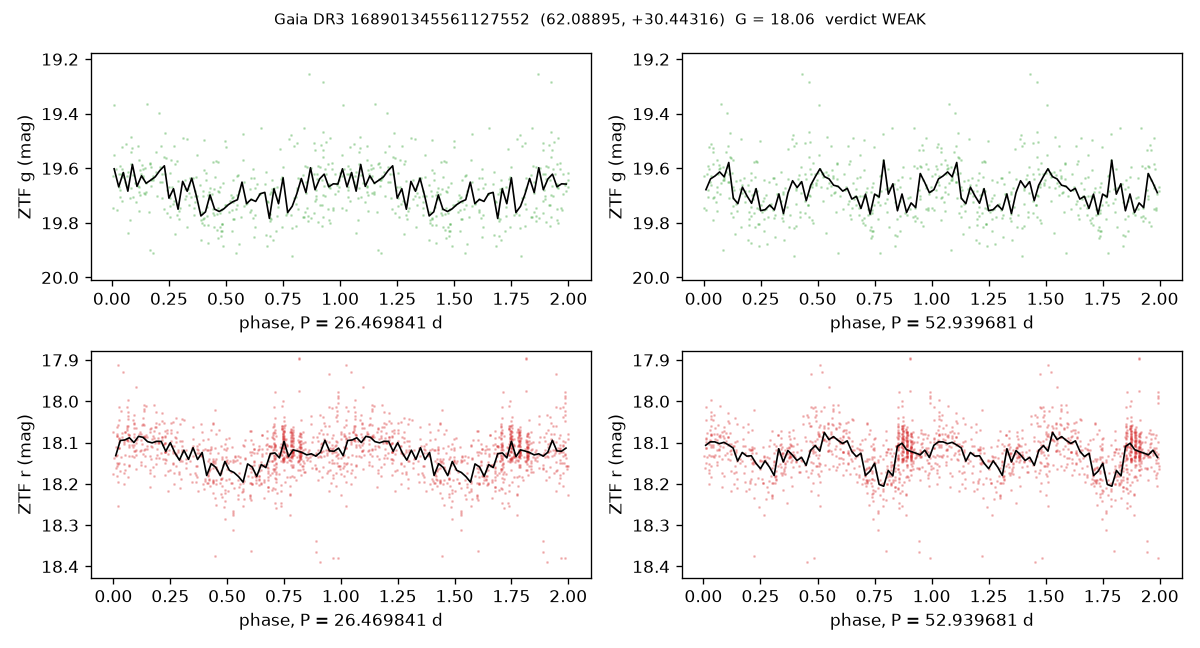 Gaia DR3 168901345561127552 (62.08895, +30.44316) G = 18.06 verdict WEAK
19.2
19.4
19.6
19.8
20.0
ZTF g (mag)
0.00 0.25 0.50 0.75 1.00 1.25 1.50 1.75 2.00
phase, P = 26.469841 d
19.2
19.4
19.6
19.8
20.0
ZTF g (mag)
0.00 0.25 0.50 0.75 1.00 1.25 1.50 1.75 2.00
phase, P = 52.939681 d
17.9
18.0
18.1
18.2
18.3
18.4
ZTF r (mag)
0.00 0.25 0.50 0.75 1.00 1.25 1.50 1.75 2.00
phase, P = 26.469841 d
17.9
18.0
18.1
18.2
18.3
18.4
ZTF r (mag)
0.00 0.25 0.50 0.75 1.00 1.25 1.50 1.75 2.00
phase, P = 52.939681 d